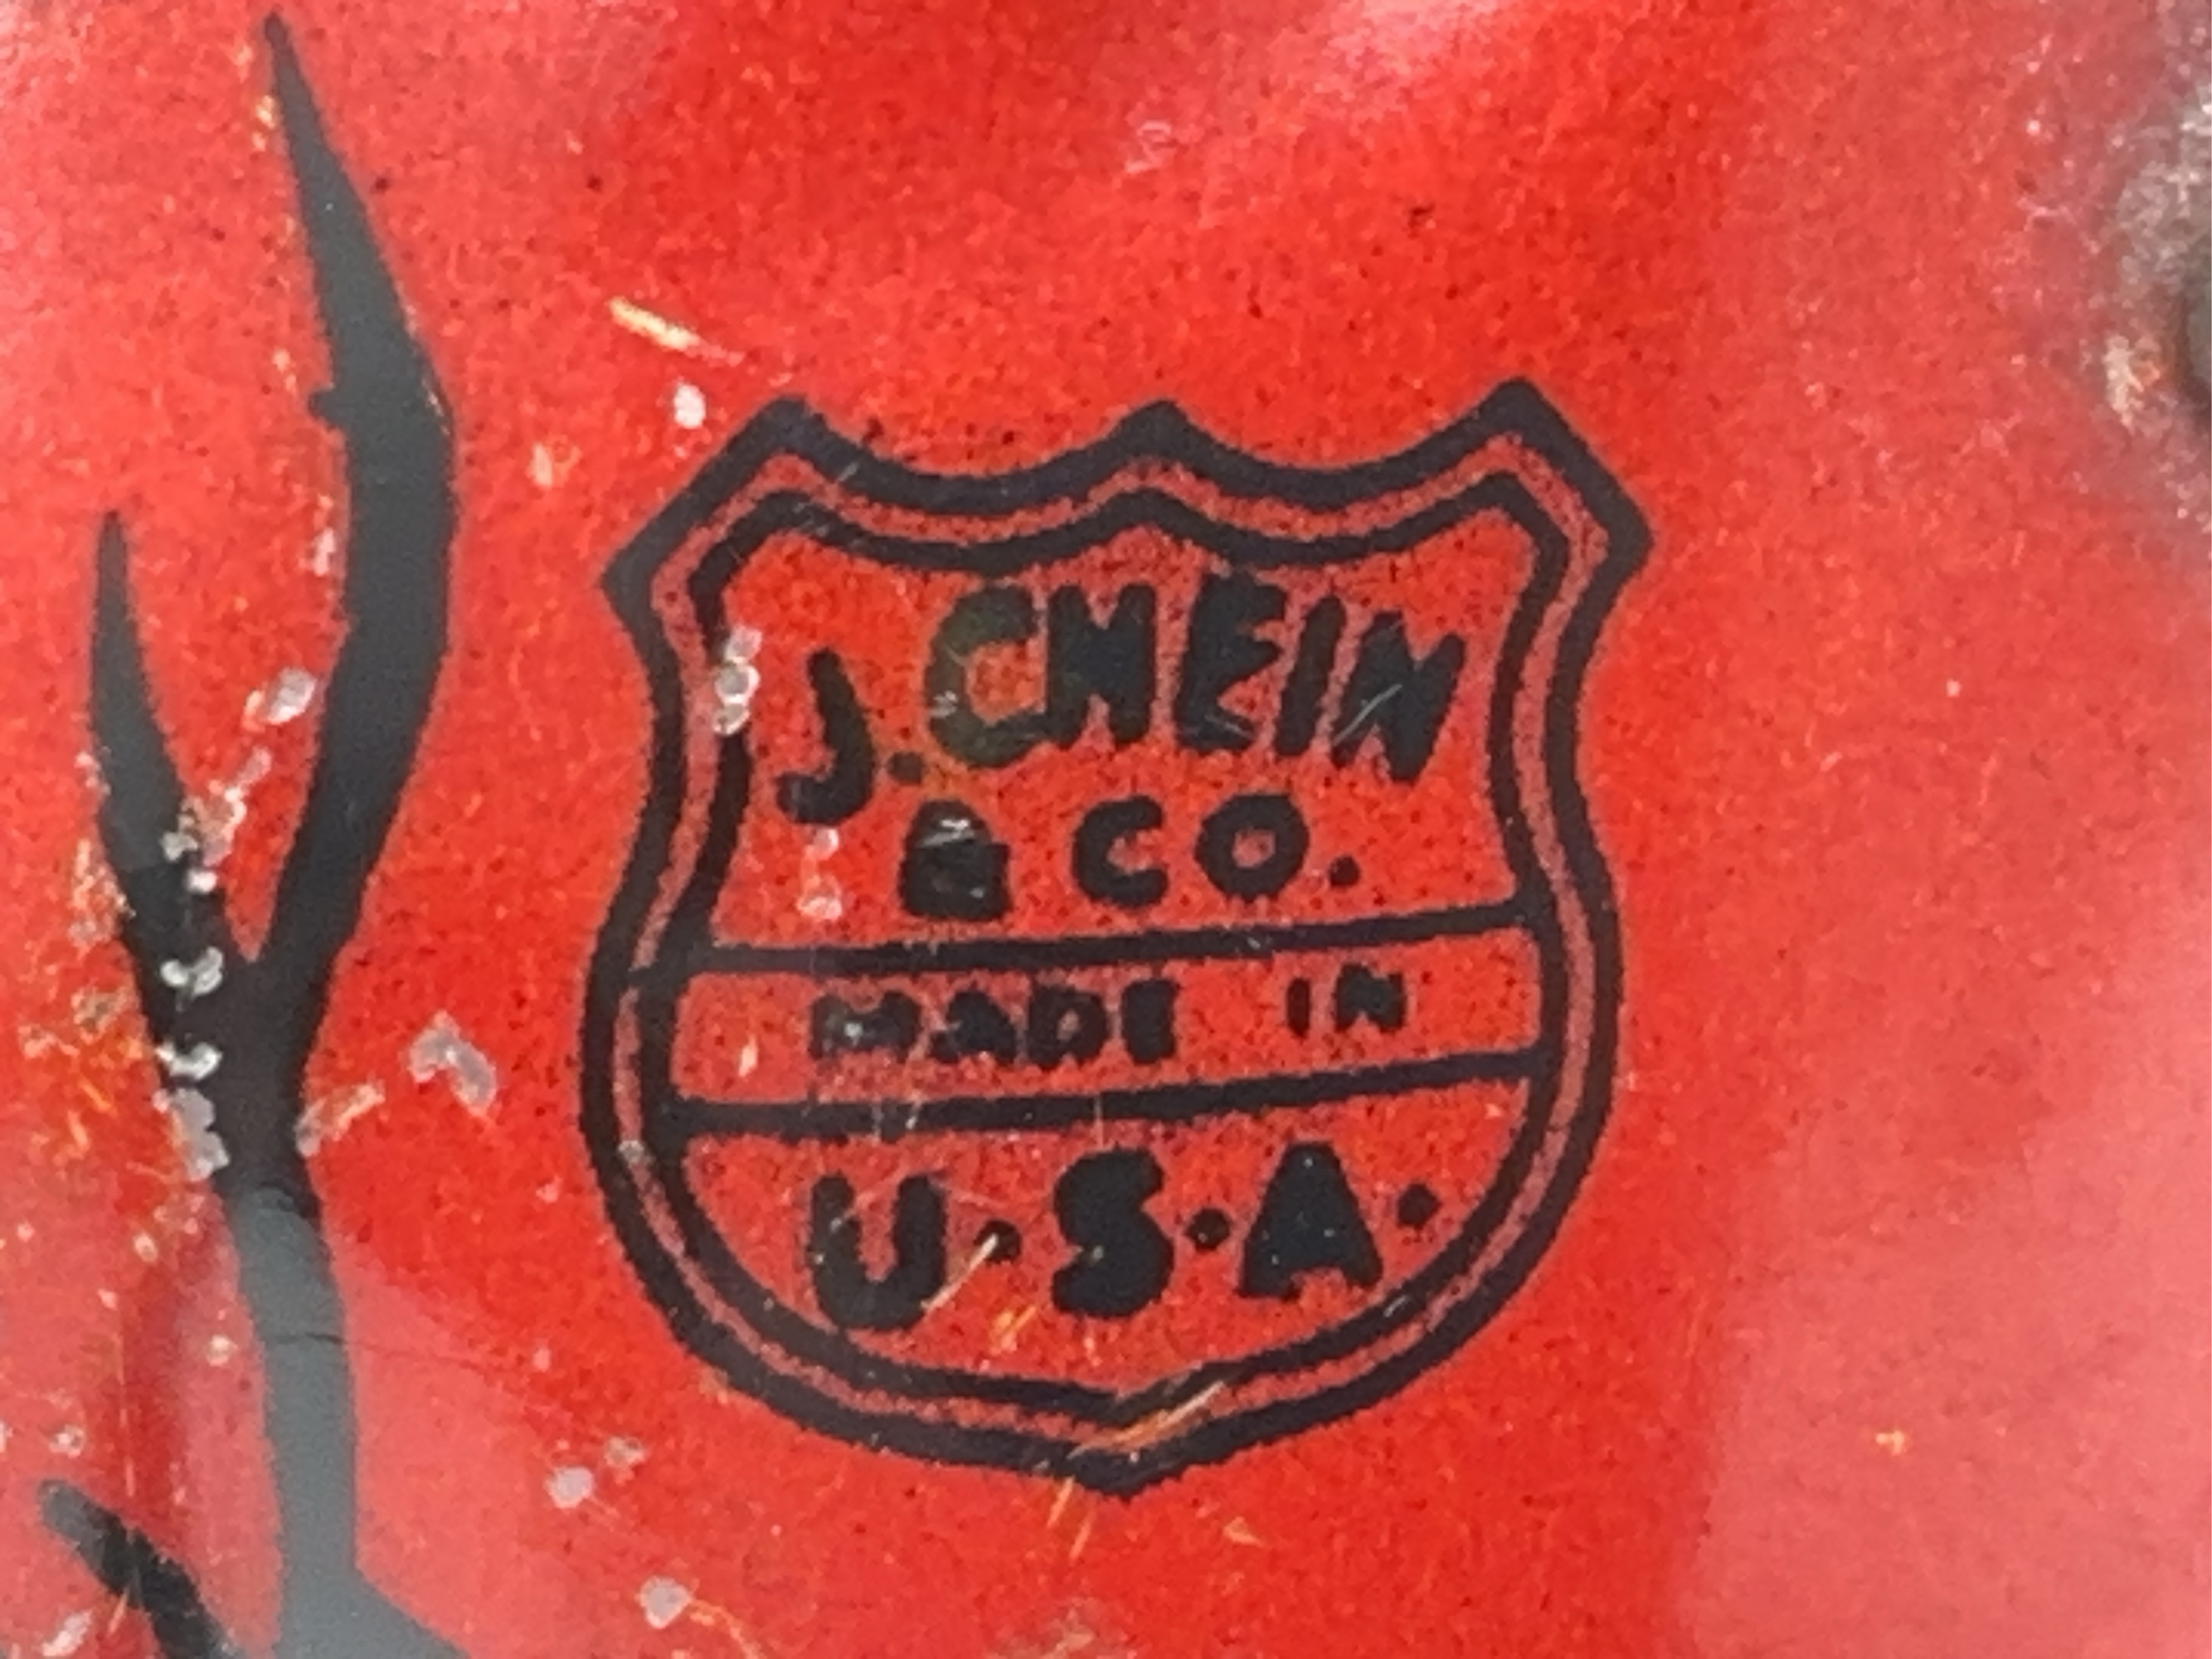 J. CHEIN
& CO.
MADE IN
U.S.A.